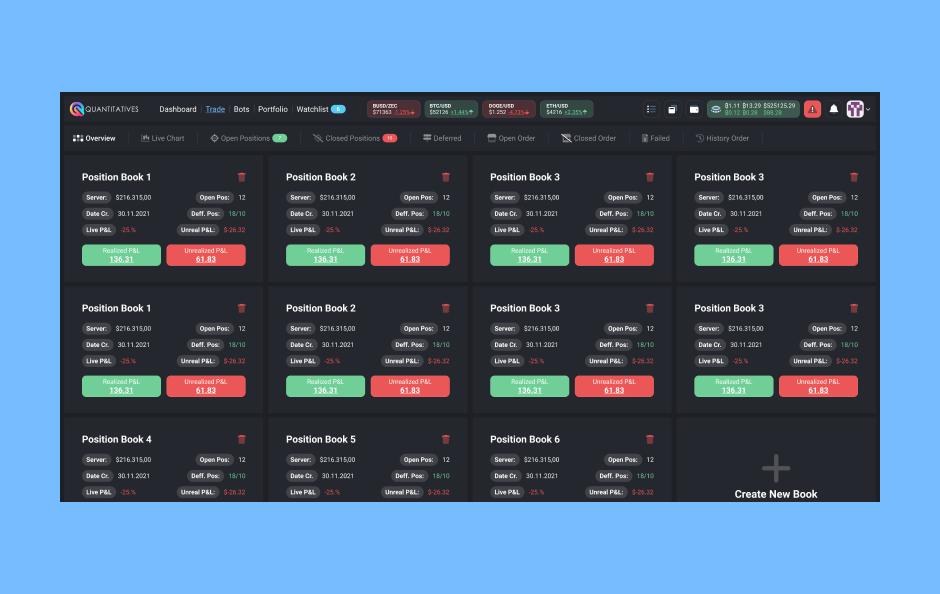 QUANTITATIVES Dashboard Trade Bots Portfolio Watchlist
BUSD/ZEC BTC/USD DOGE/USD ETH/USD
$71363 -1.25% $52126 +1.44% $1.252 -4.73% $4216 +2.35%
$1.11 $13.29 $525125.29
$0.12 $0.28 $88.28
Overview Live Chart Open Positions 7 Closed Positions Deferred Open Order Closed Order Failed History Order
Position Book 1 Position Book 2 Position Book 3 Position Book 3
Server: $216.315,00 Open Pos: 12 Server: $216.315,00 Open Pos: 12 Server: $216.315,00 Open Pos: 12 Server: $216.315,00 Open Pos: 12
Date Cr. 30.11.2021 Deff. Pos: 18/10 Date Cr. 30.11.2021 Deff. Pos: 18/10 Date Cr. 30.11.2021 Deff. Pos: 18/10 Date Cr. 30.11.2021 Deff. Pos: 18/10
Live P&L -25.% Unreal P&L: $-26.32 Live P&L -25.% Unreal P&L: $-26.32 Live P&L -25.% Unreal P&L: $-26.32 Live P&L -25.% Unreal P&L: $-26.32
Realized P&L Unrealized P&L Realized P&L Unrealized P&L Realized P&L Unrealized P&L Realized P&L Unrealized P&L
136.31 61.83 136.31 61.83 136.31 61.83 136.31 61.83
Position Book 1 Position Book 2 Position Book 3 Position Book 3
Server: $216.315,00 Open Pos: 12 Server: $216.315,00 Open Pos: 12 Server: $216.315,00 Open Pos: 12 Server: $216.315,00 Open Pos: 12
Date Cr. 30.11.2021 Deff. Pos: 18/10 Date Cr. 30.11.2021 Deff. Pos: 18/10 Date Cr. 30.11.2021 Deff. Pos: 18/10 Date Cr. 30.11.2021 Deff. Pos: 18/10
Live P&L -25.% Unreal P&L: $-26.32 Live P&L -25.% Unreal P&L: $-26.32 Live P&L -25.% Unreal P&L: $-26.32 Live P&L -25.% Unreal P&L: $-26.32
Realized P&L Unrealized P&L Realized P&L Unrealized P&L Realized P&L Unrealized P&L Realized P&L Unrealized P&L
136.31 61.83 136.31 61.83 136.31 61.83 136.31 61.83
Position Book 4 Position Book 5 Position Book 6
Server: $216.315,00 Open Pos: 12 Server: $216.315,00 Open Pos: 12 Server: $216.315,00 Open Pos: 12
Date Cr. 30.11.2021 Deff. Pos: 18/10 Date Cr. 30.11.2021 Deff. Pos: 18/10 Date Cr. 30.11.2021 Deff. Pos: 18/10
Live P&L -25.% Unreal P&L: $-26.32 Live P&L -25.% Unreal P&L: $-26.32 Live P&L -25.% Unreal P&L: $-26.32
Create New Book